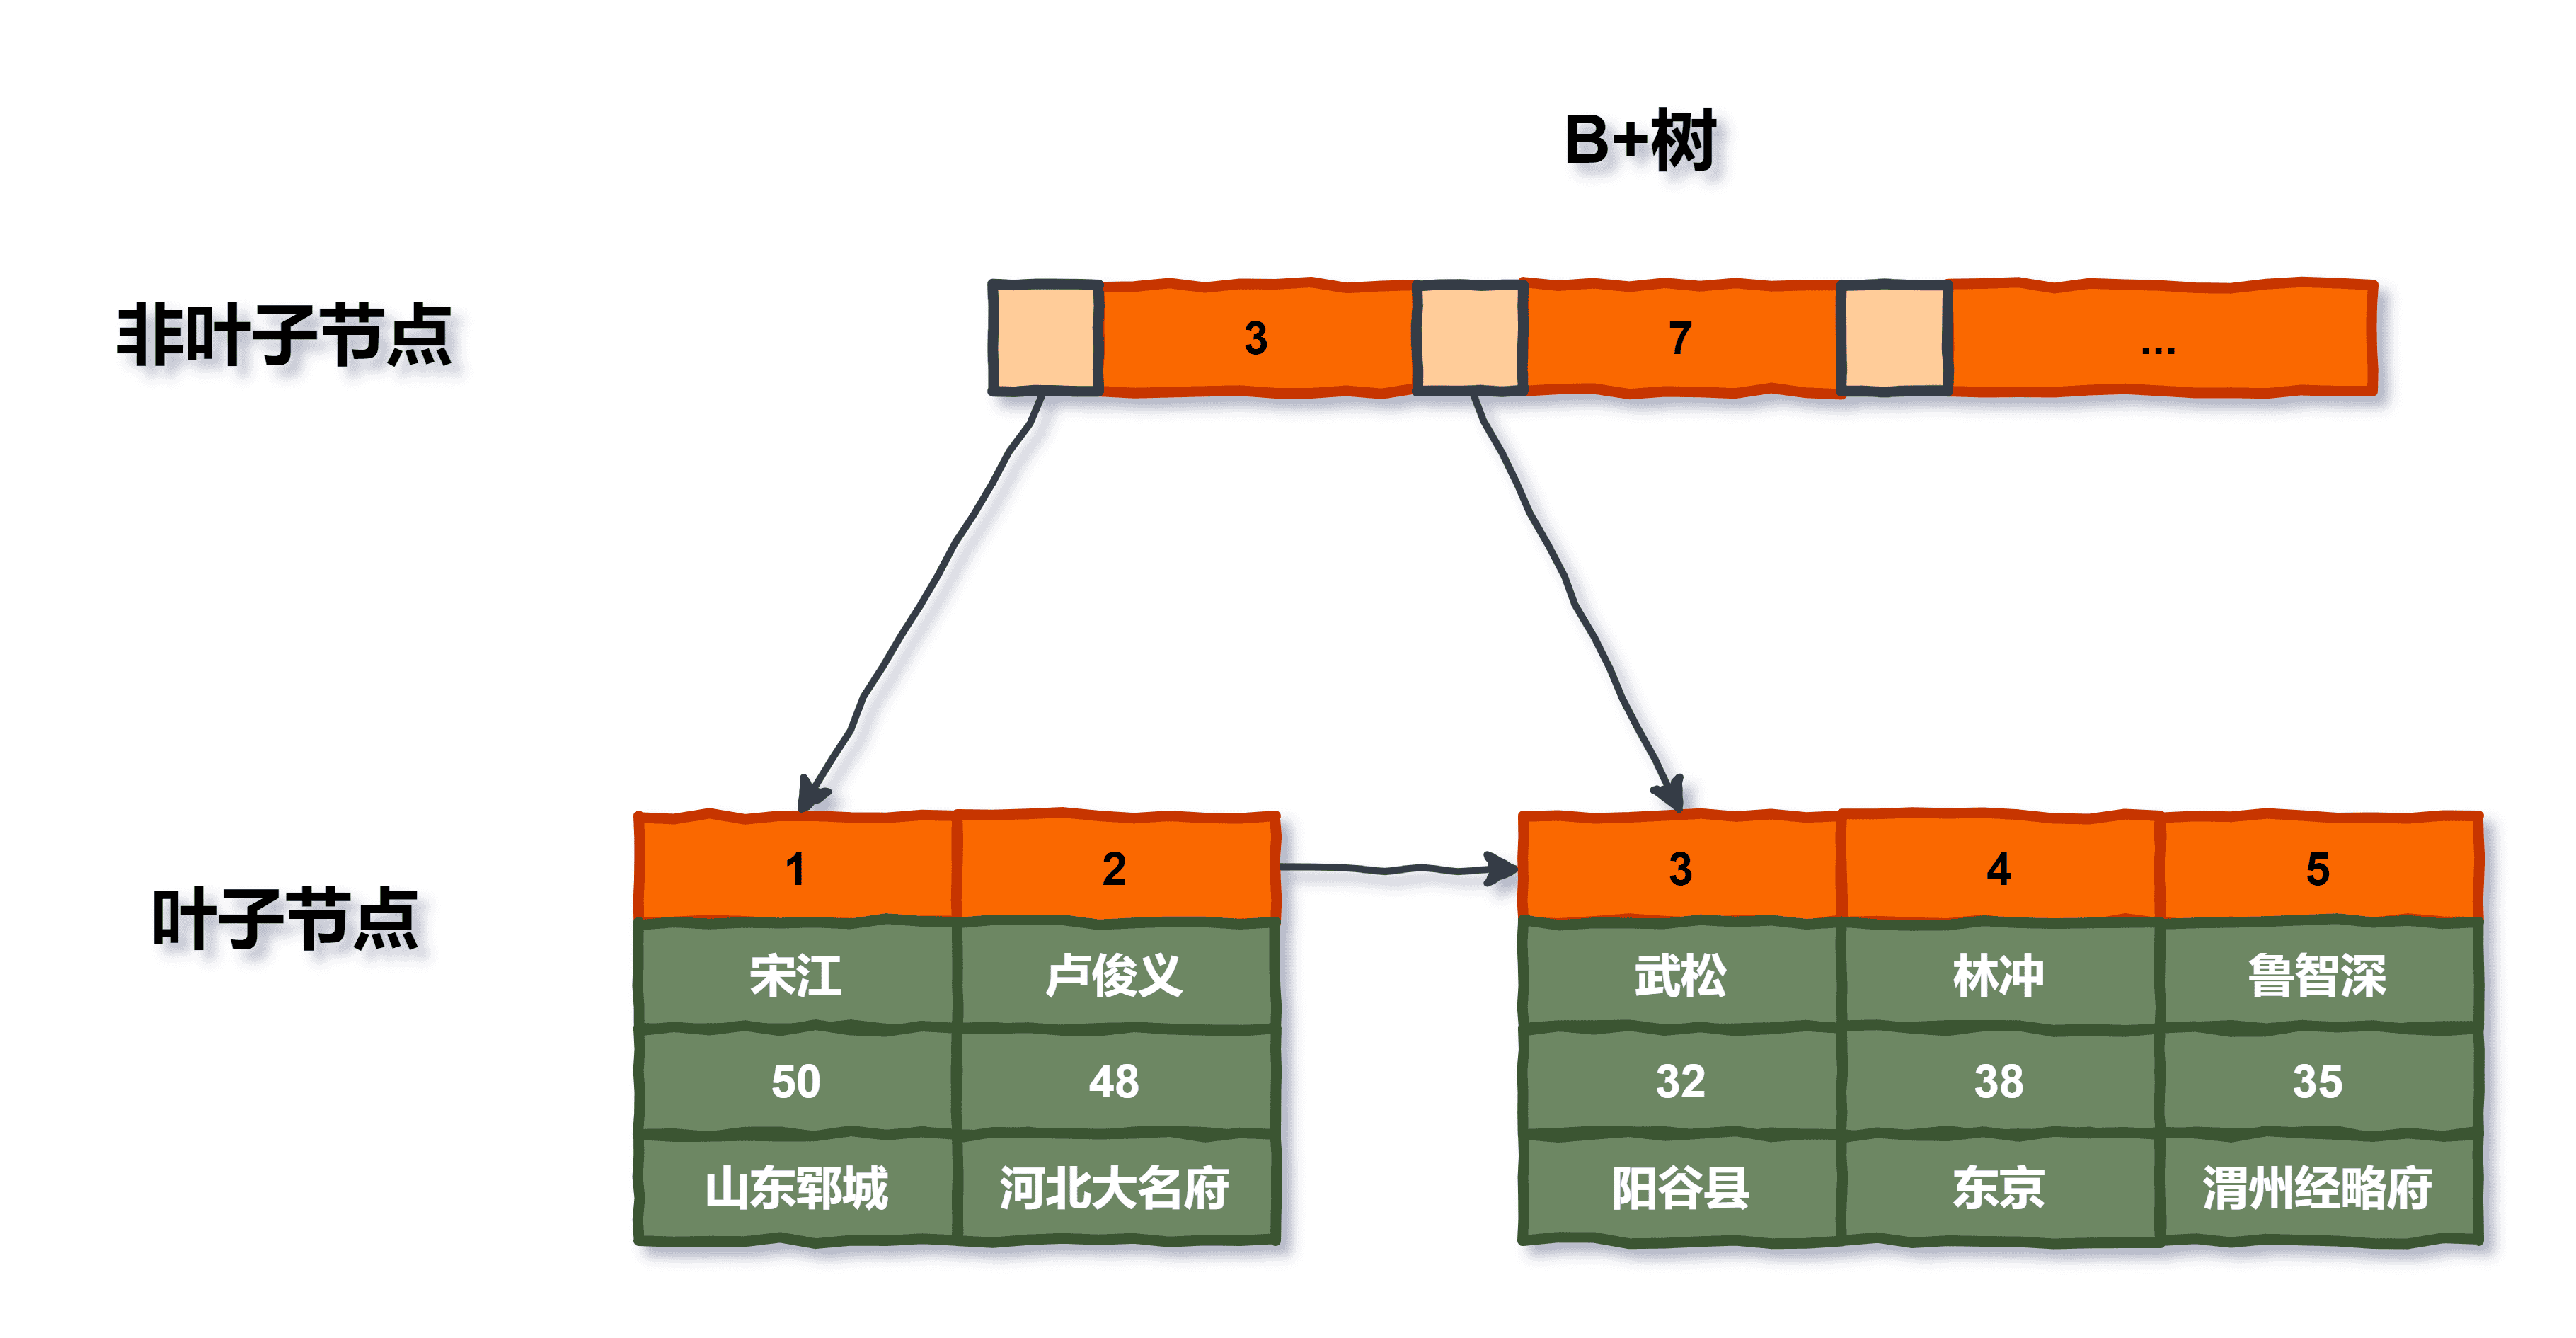 B+树
非叶子节点
3 7 ...
叶子节点
1 2 3 4 5
宋江 卢俊义 武松 林冲 鲁智深
50 48 32 38 35
山东郓城 河北大名府 阳谷县 东京 渭州经略府